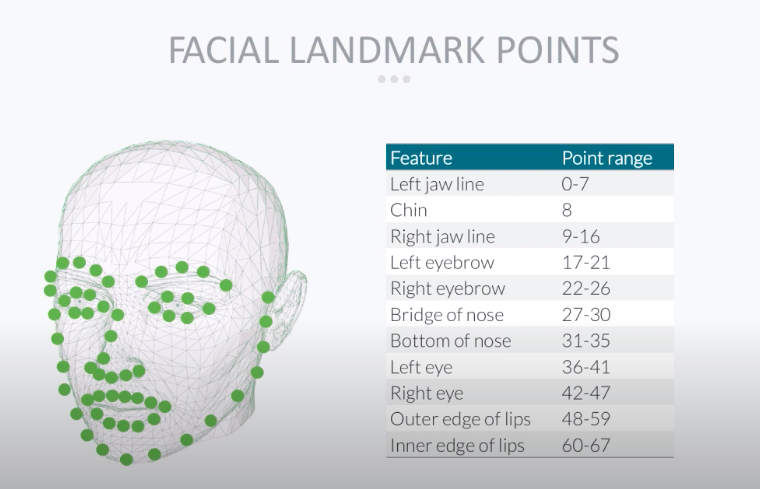 FACIAL LANDMARK POINTS
Feature Point range
Left jaw line 0-7
Chin 8
Right jaw line 9-16
Left eyebrow 17-21
Right eyebrow 22-26
Bridge of nose 27-30
Bottom of nose 31-35
Left eye 36-41
Right eye 42-47
Outer edge of lips 48-59
Inner edge of lips 60-67